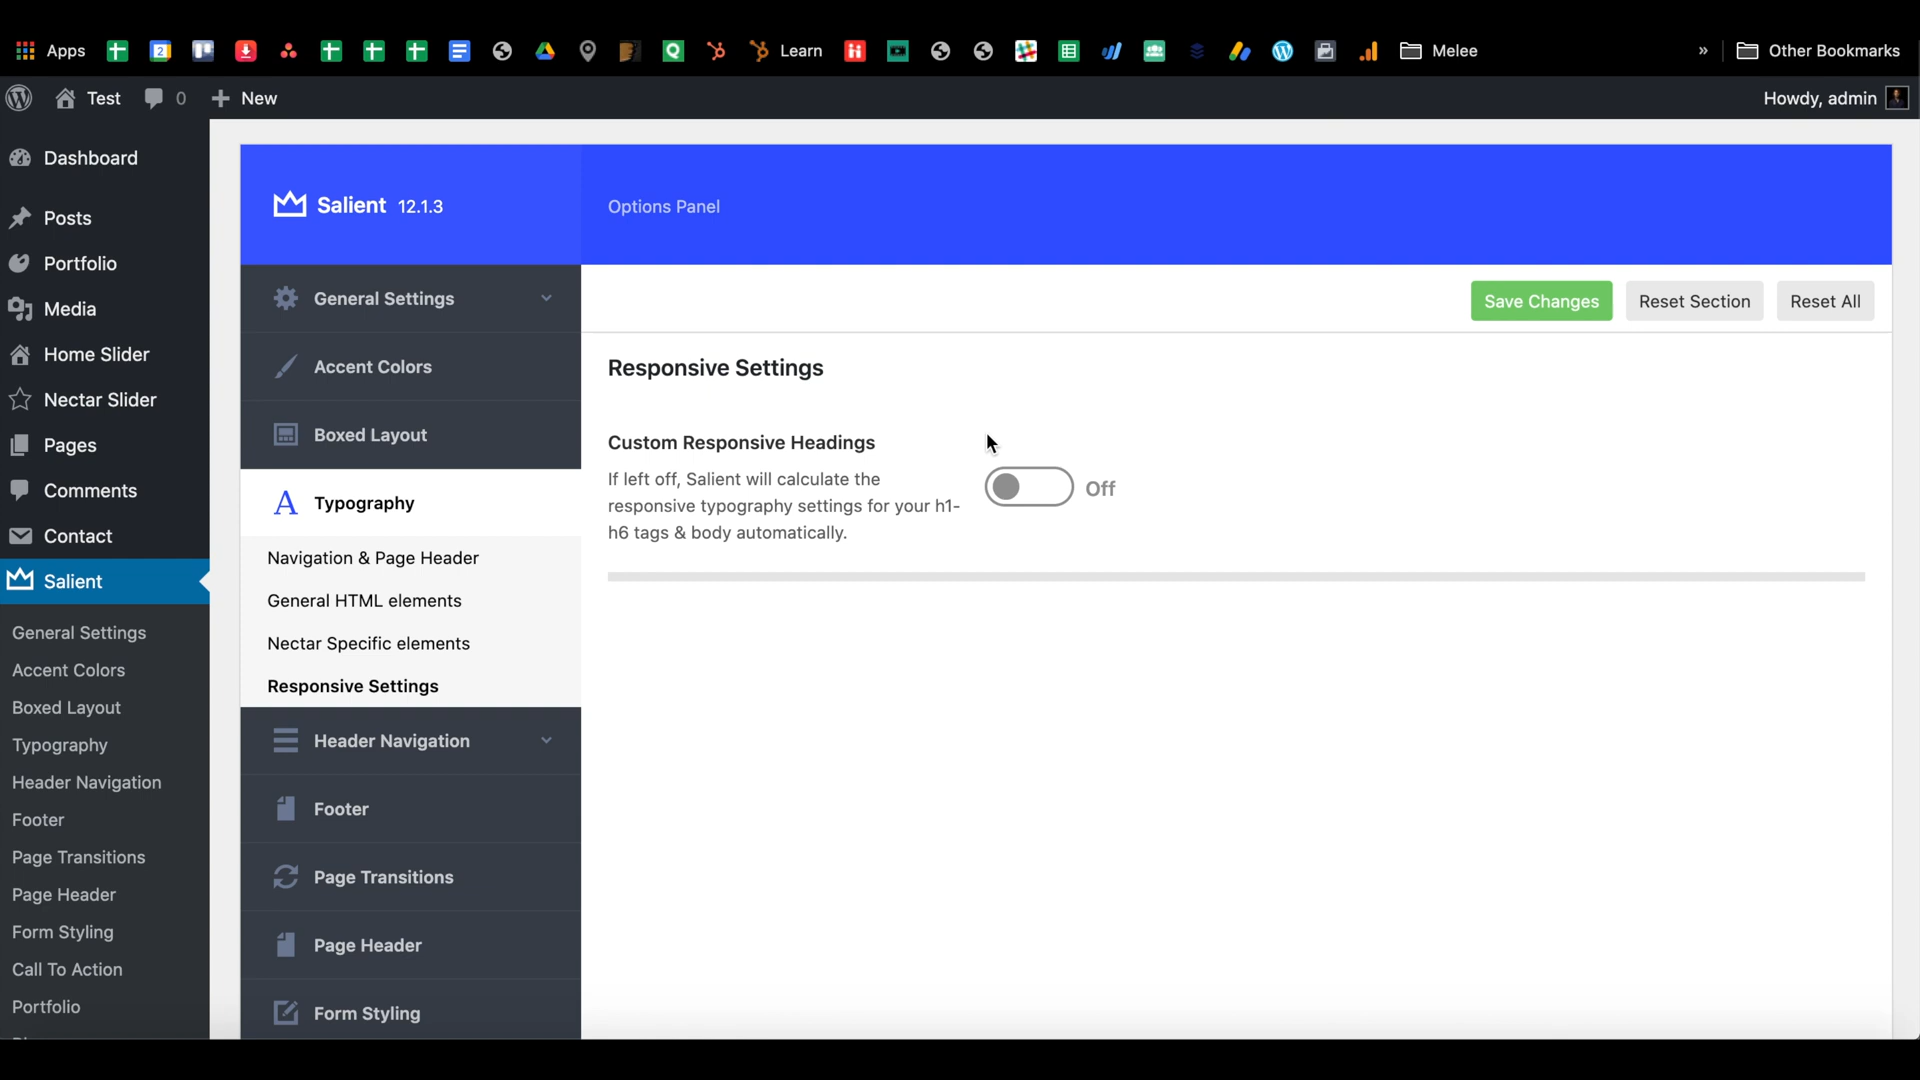 Apps
2
Learn
Melee
»
Other Bookmarks
Test
0
New
Howdy, admin
Dashboard
Posts
Portfolio
Media
Home Slider
Nectar Slider
Pages
Comments
Contact
Salient
General Settings
Accent Colors
Boxed Layout
Typography
Header Navigation
Footer
Page Transitions
Page Header
Form Styling
Call To Action
Portfolio
Salient 12.1.3
General Settings
Accent Colors
Boxed Layout
Typography
Navigation & Page Header
General HTML elements
Nectar Specific elements
Responsive Settings
Header Navigation
Footer
Page Transitions
Page Header
Form Styling
Options Panel
Save Changes
Reset Section
Reset All
Responsive Settings
Custom Responsive Headings
If left off, Salient will calculate the
responsive typography settings for your h1-
h6 tags & body automatically.
Off